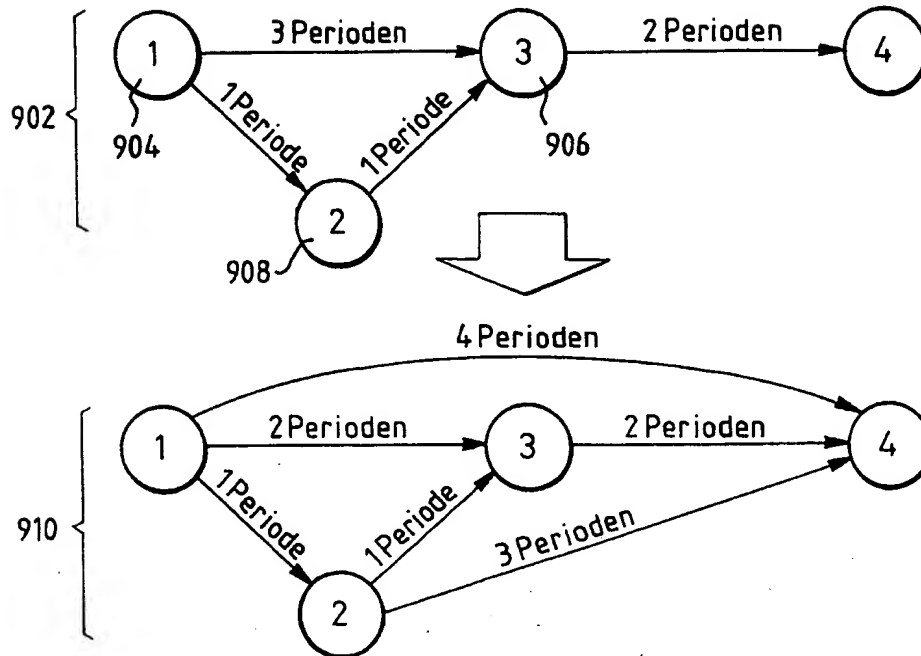 1
3 Perioden
3
2 Perioden
4
902
904
1 Periode
1 Periode
906
2
908
4 Perioden
1
2 Perioden
3
2 Perioden
4
910
1 Periode
1 Periode
3 Perioden
2